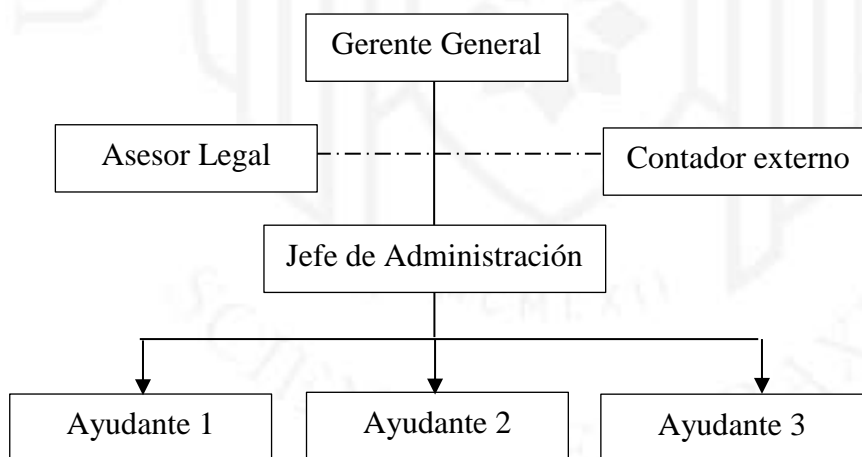 Gerente General
Asesor Legal
Contador externo
Jefe de Administración
Ayudante 1
Ayudante 2
Ayudante 3